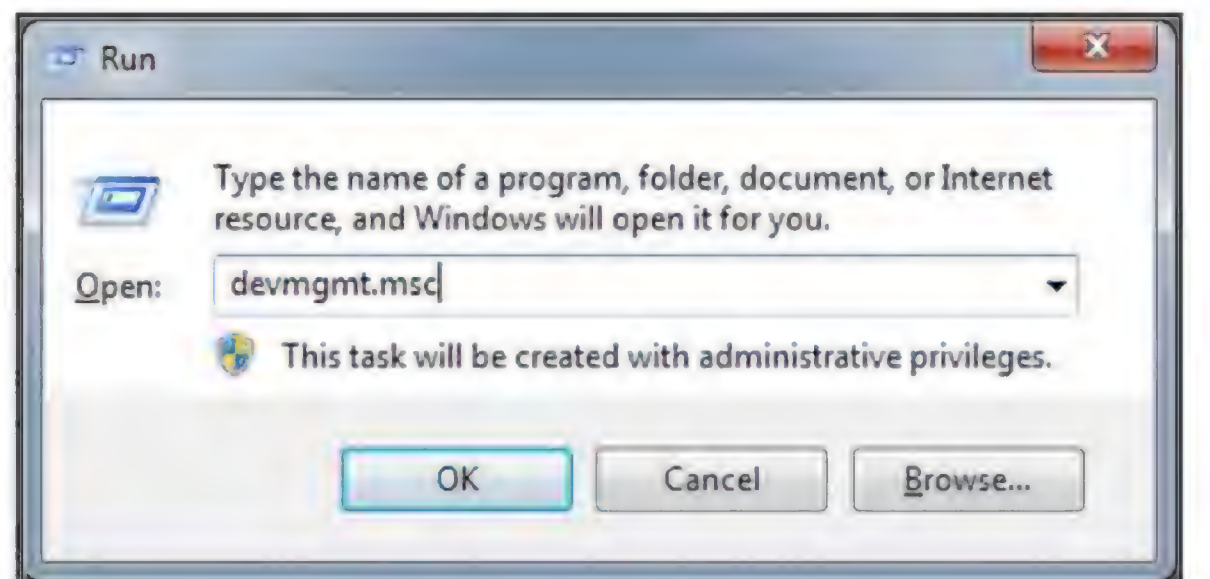 Run
Type the name of a program, folder, document, or Internet
resource, and Windows will open it for you.
Open:
devmgmt.msc
This task will be created with administrative privileges.
OK
Cancel
Browse...